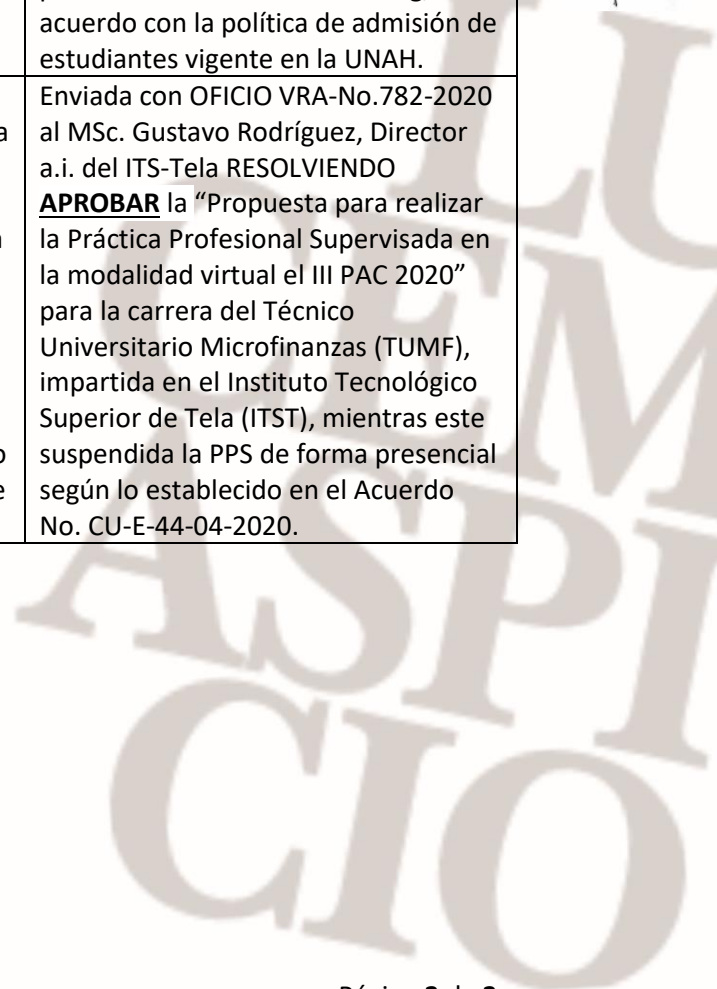 acuerdo con la política de admisión de
estudiantes vigente en la UNAH.
Enviada con OFICIO VRA-No.782-2020
al MSc. Gustavo Rodríguez, Director
a.i. del ITS-Tela RESOLVIENDO
APROBAR la “Propuesta para realizar
la Práctica Profesional Supervisada en
la modalidad virtual el III PAC 2020”
para la carrera del Técnico
Universitario Microfinanzas (TUMF),
impartida en el Instituto Tecnológico
Superior de Tela (ITST), mientras este
suspendida la PPS de forma presencial
según lo establecido en el Acuerdo
No. CU-E-44-04-2020.
LU
CEM
ASPI
CIO